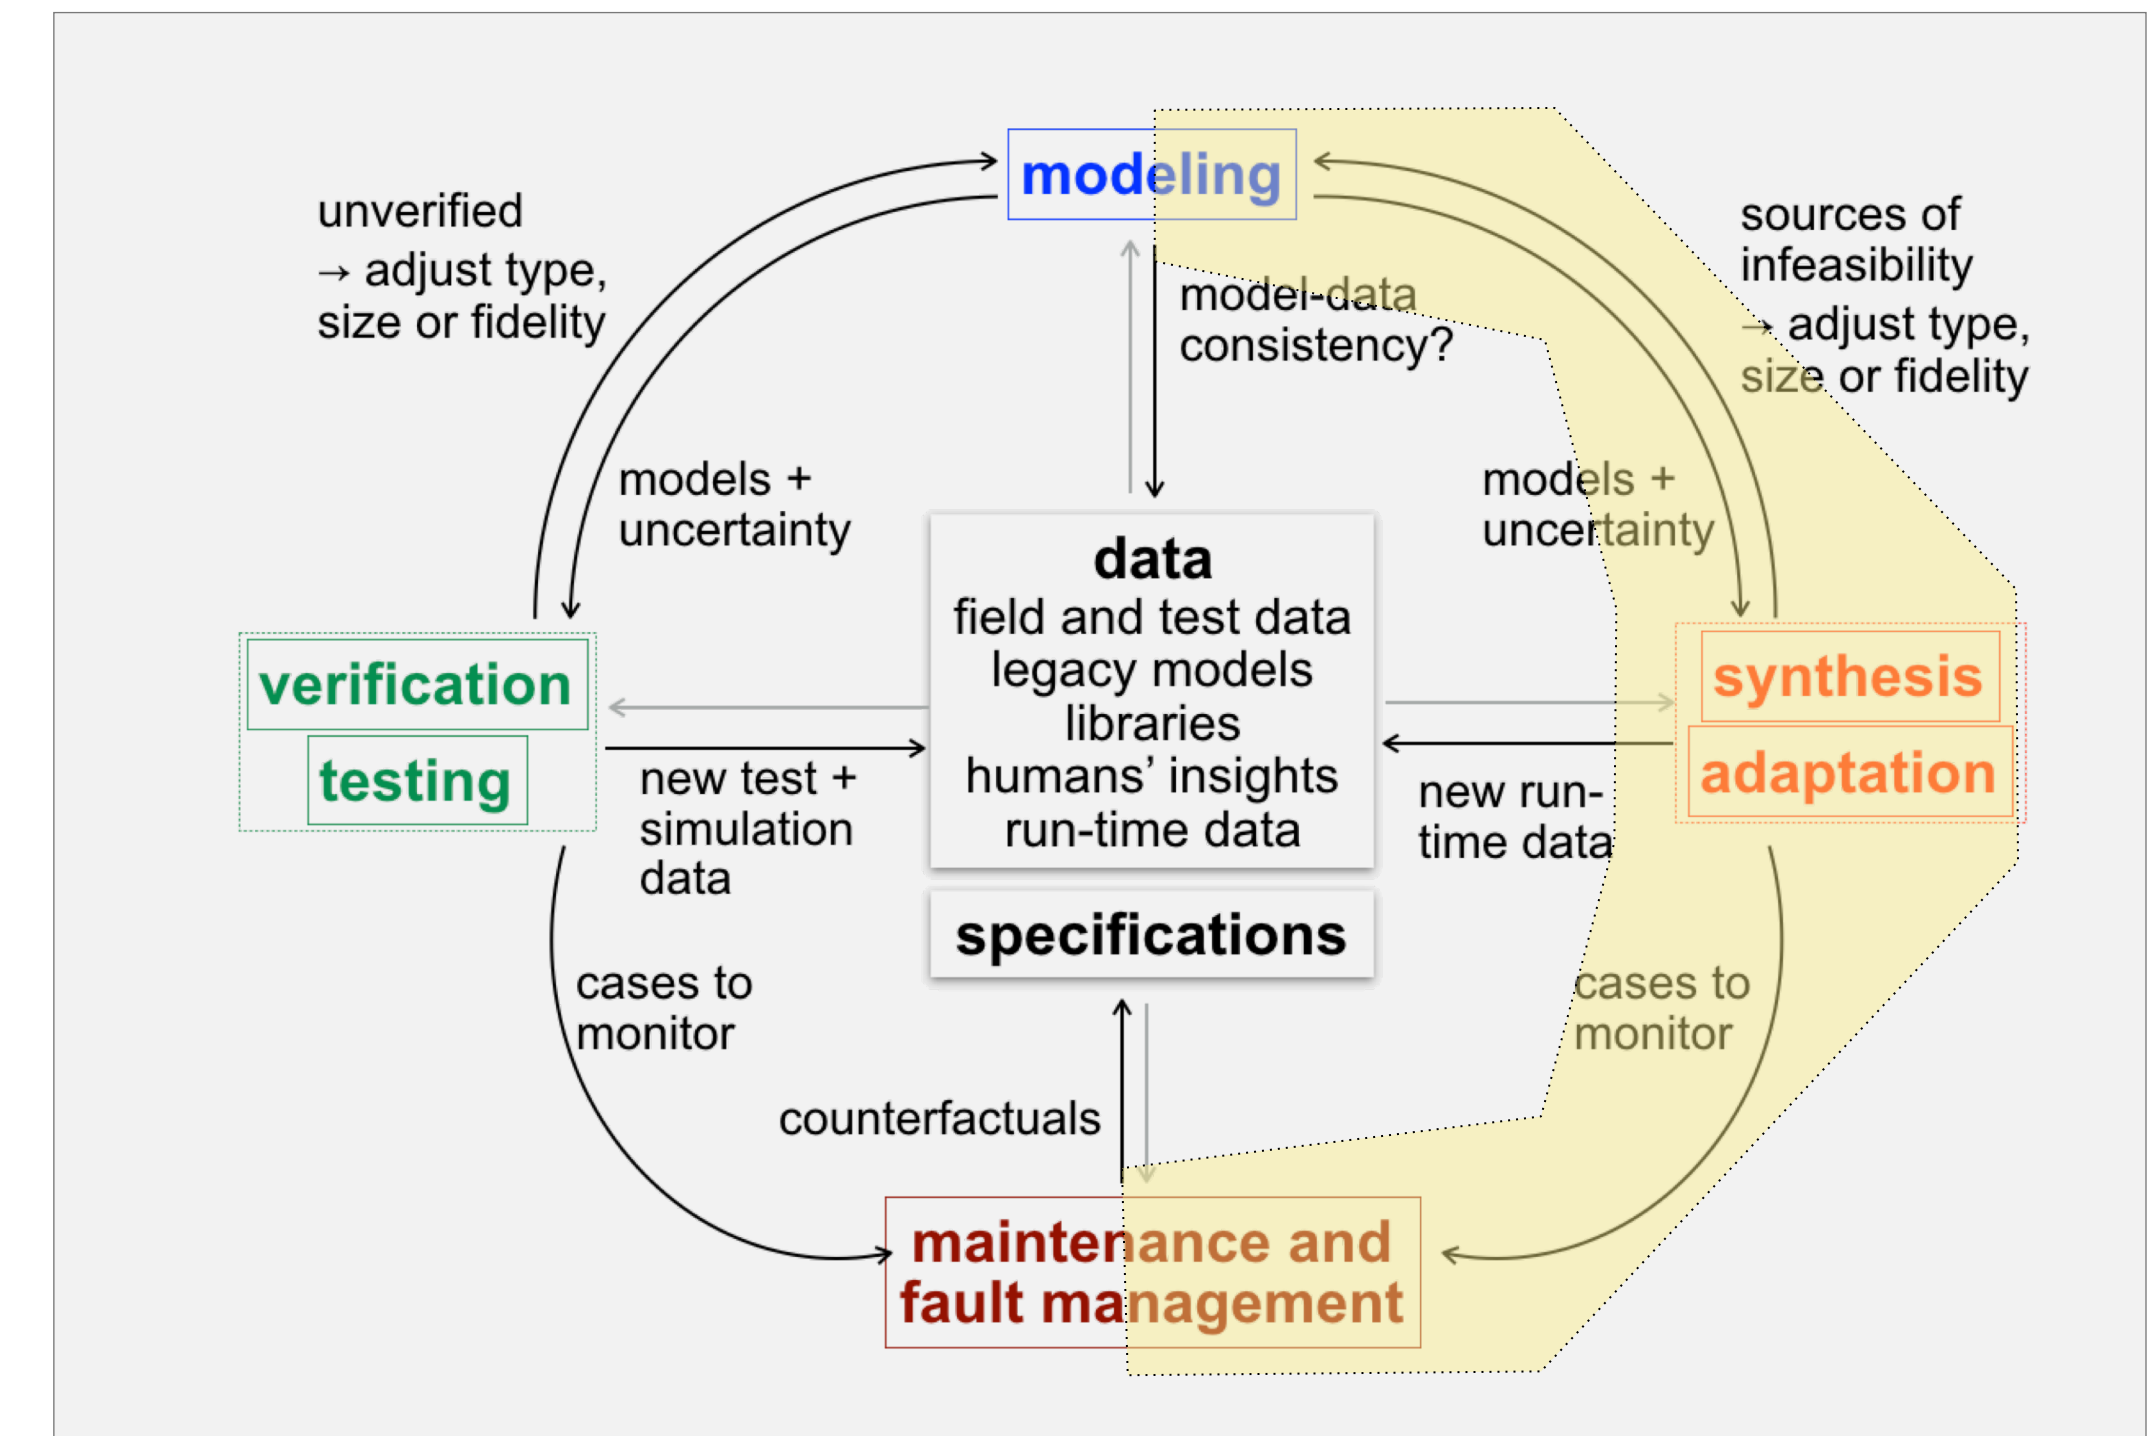 modeling
unverified
→ adjust type,
size or fidelity
sources of
infeasibility
→ adjust type,
size or fidelity
model-data
consistency?
models +
uncertainty
models +
uncertainty
data
field and test data
legacy models
libraries
humans’ insights
run-time data
verification
testing
synthesis
adaptation
new test +
simulation
data
new run-
time data
specifications
cases to
monitor
cases to
monitor
counterfactuals
maintenance and
fault management